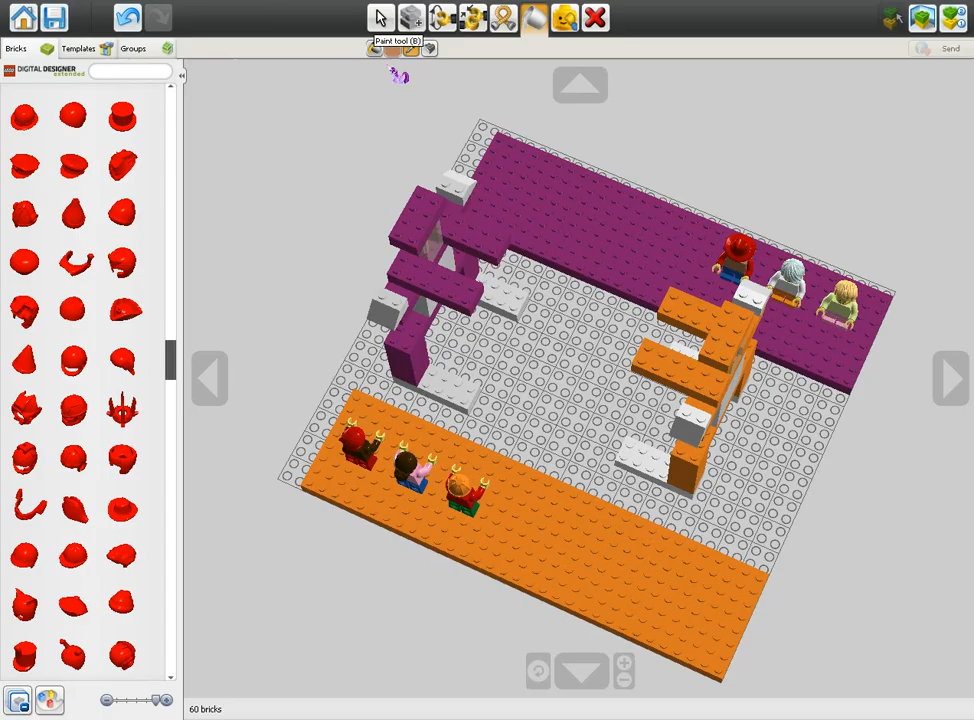 Paint tool (B)
Bricks
Templates
Groups
Send
LEGO DIGITAL DESIGNER
extended
60 bricks